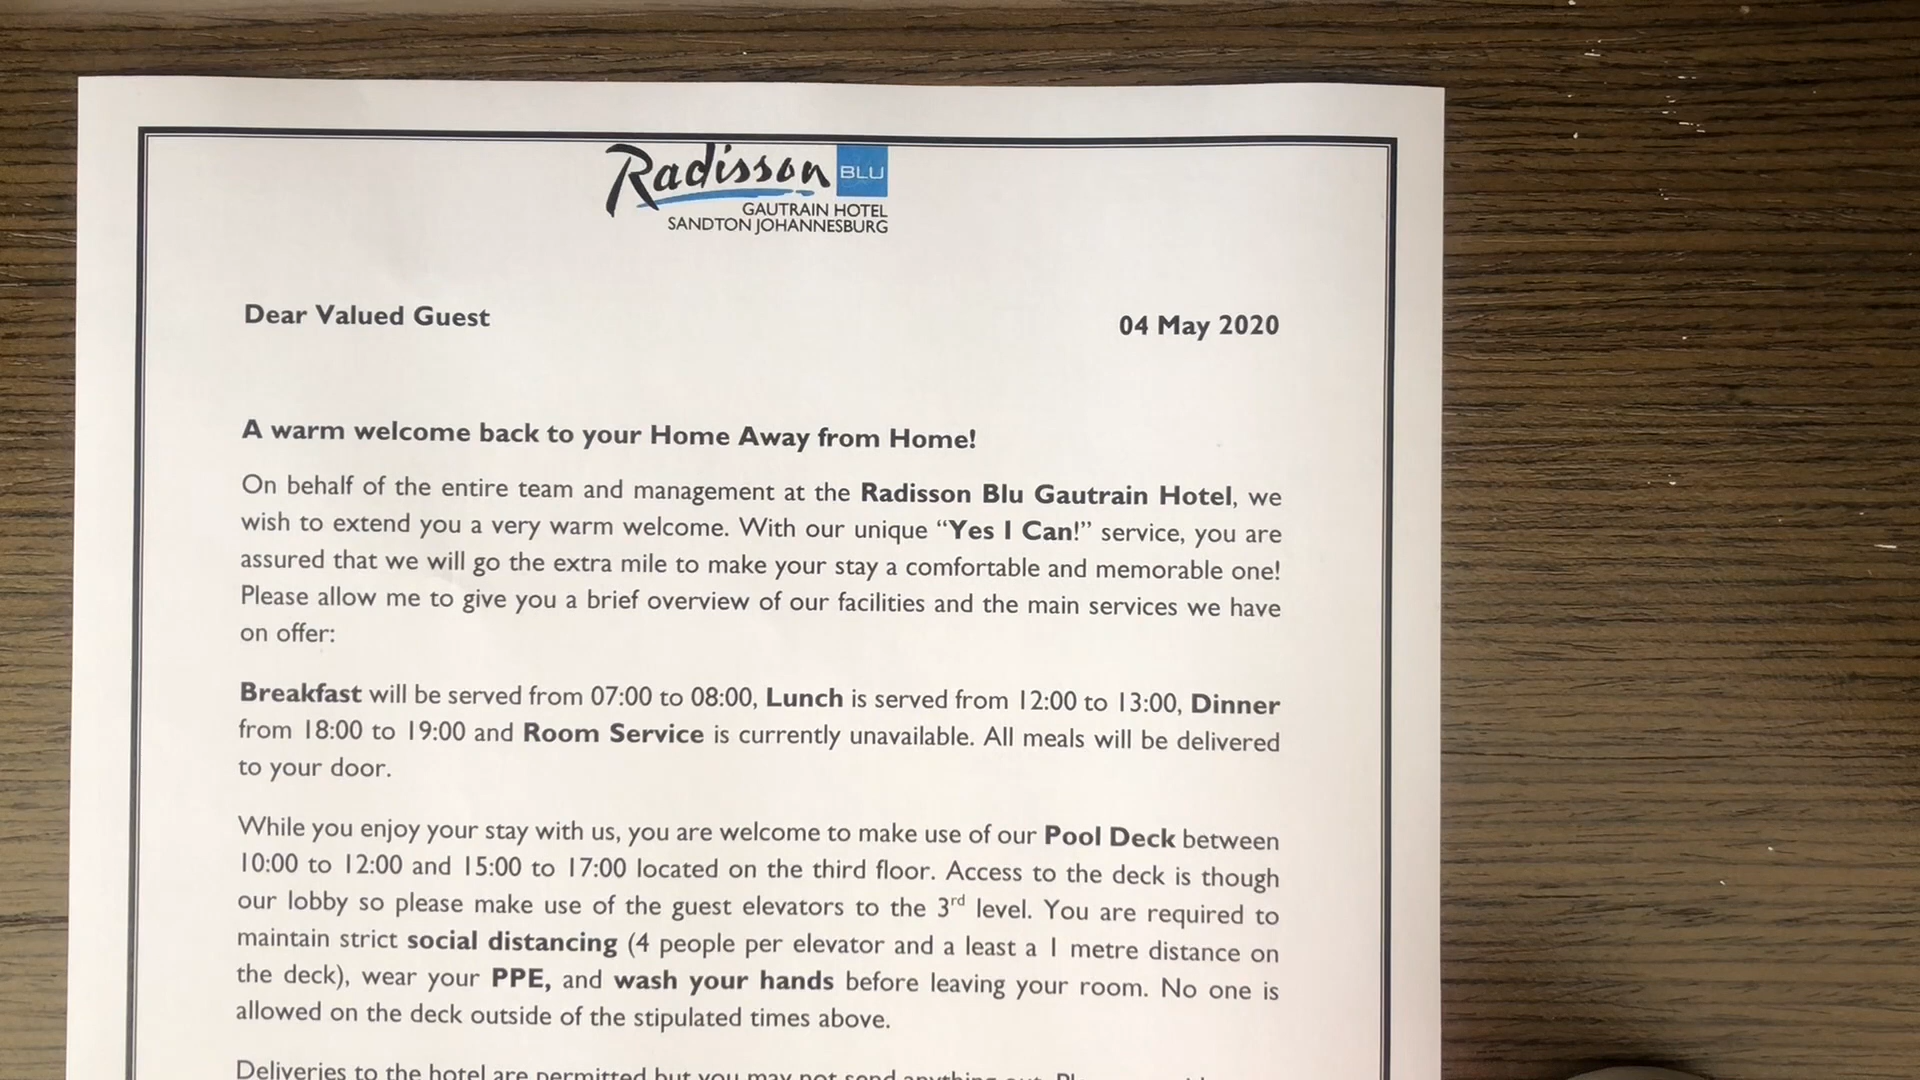 Radisson BLU
GAUTRAIN HOTEL
SANDTON JOHANNESBURG
Dear Valued Guest
04 May 2020
A warm welcome back to your Home Away from Home!
On behalf of the entire team and management at the Radisson Blu Gautrain Hotel, we
wish to extend you a very warm welcome. With our unique “Yes I Can!” service, you are
assured that we will go the extra mile to make your stay a comfortable and memorable one!
Please allow me to give you a brief overview of our facilities and the main services we have
on offer:
Breakfast will be served from 07:00 to 08:00, Lunch is served from 12:00 to 13:00, Dinner
from 18:00 to 19:00 and Room Service is currently unavailable. All meals will be delivered
to your door.
While you enjoy your stay with us, you are welcome to make use of our Pool Deck between
10:00 to 12:00 and 15:00 to 17:00 located on the third floor. Access to the deck is though
our lobby so please make use of the guest elevators to the 3rd level. You are required to
maintain strict social distancing (4 people per elevator and a least a 1 metre distance on
the deck), wear your PPE, and wash your hands before leaving your room. No one is
allowed on the deck outside of the stipulated times above.
Deliveries to the hotel are permitted but you may not send anything